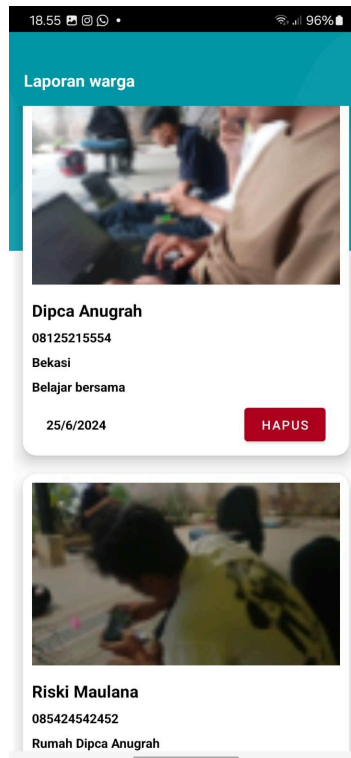 18.55 96%
Laporan warga
Dipca Anugrah
08125215554
Bekasi
Belajar bersama
25/6/2024 HAPUS
Riski Maulana
085424542452
Rumah Dipca Anugrah